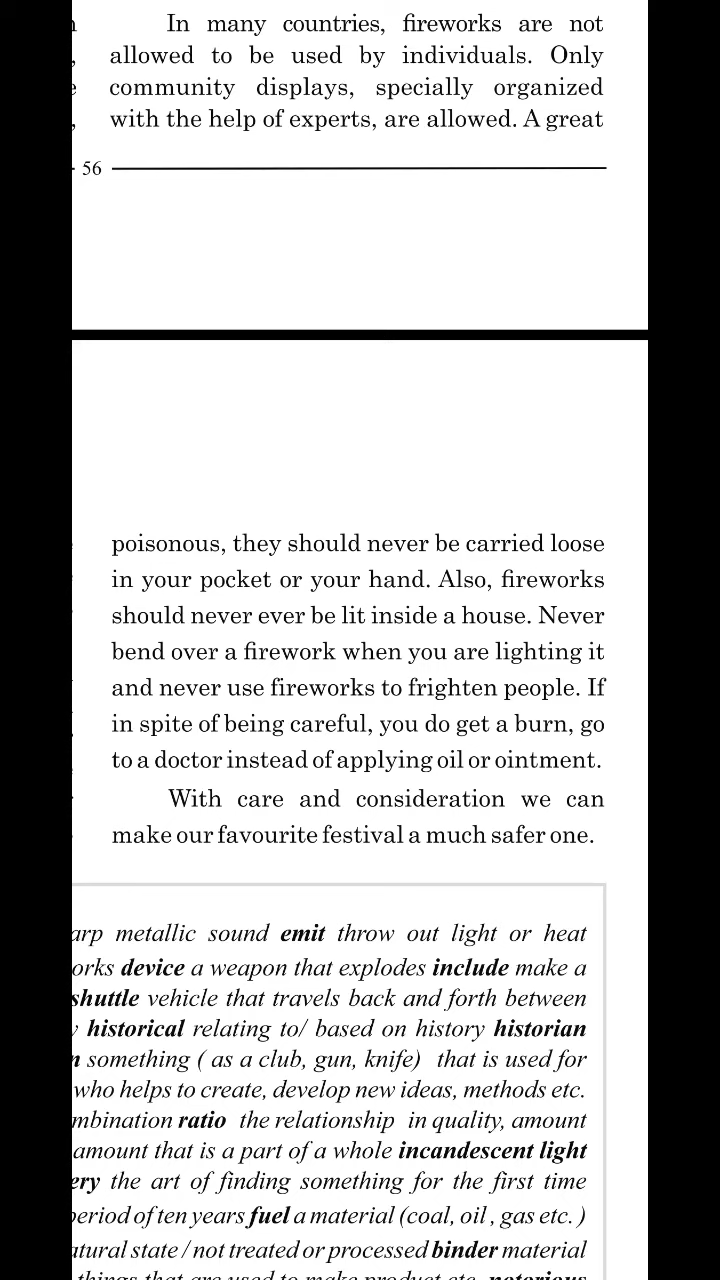 In many countries, fireworks are not
allowed to be used by individuals. Only
community displays, specially organized
with the help of experts, are allowed. A great
56
poisonous, they should never be carried loose
in your pocket or your hand. Also, fireworks
should never ever be lit inside a house. Never
bend over a firework when you are lighting it
and never use fireworks to frighten people. If
in spite of being careful, you do get a burn, go
to a doctor instead of applying oil or ointment.
With care and consideration we can
make our favourite festival a much safer one.
metallic sound emit throw out light or heat
device a weapon that explodes include make a
shuttle vehicle that travels back and forth between
historical relating to/ based on history historian
something ( as a club, gun, knife) that is used for
who helps to create, develop new ideas, methods etc.
ratio the relationship in quality, amount
amount that is a part of a whole incandescent light
the art of finding something for the first time
period of ten years fuel a material (coal, oil , gas etc. )
state / not treated or processed binder material
things that are used to make product etc. notorious